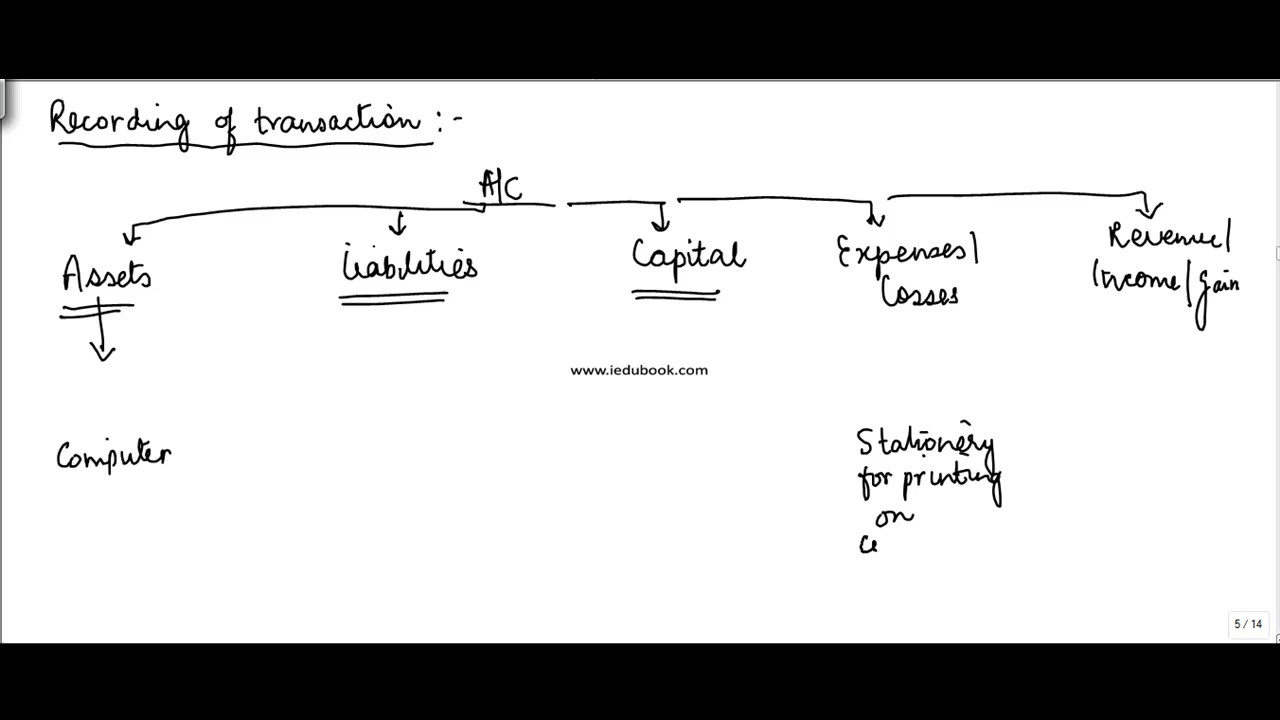 Recording of transaction :-
A/C
Assets
Liabilities
Capital
Expenses/
Losses
Revenue/
Income/gain
www.iedubook.com
Computer
Stationery
for printing
on
5 / 14